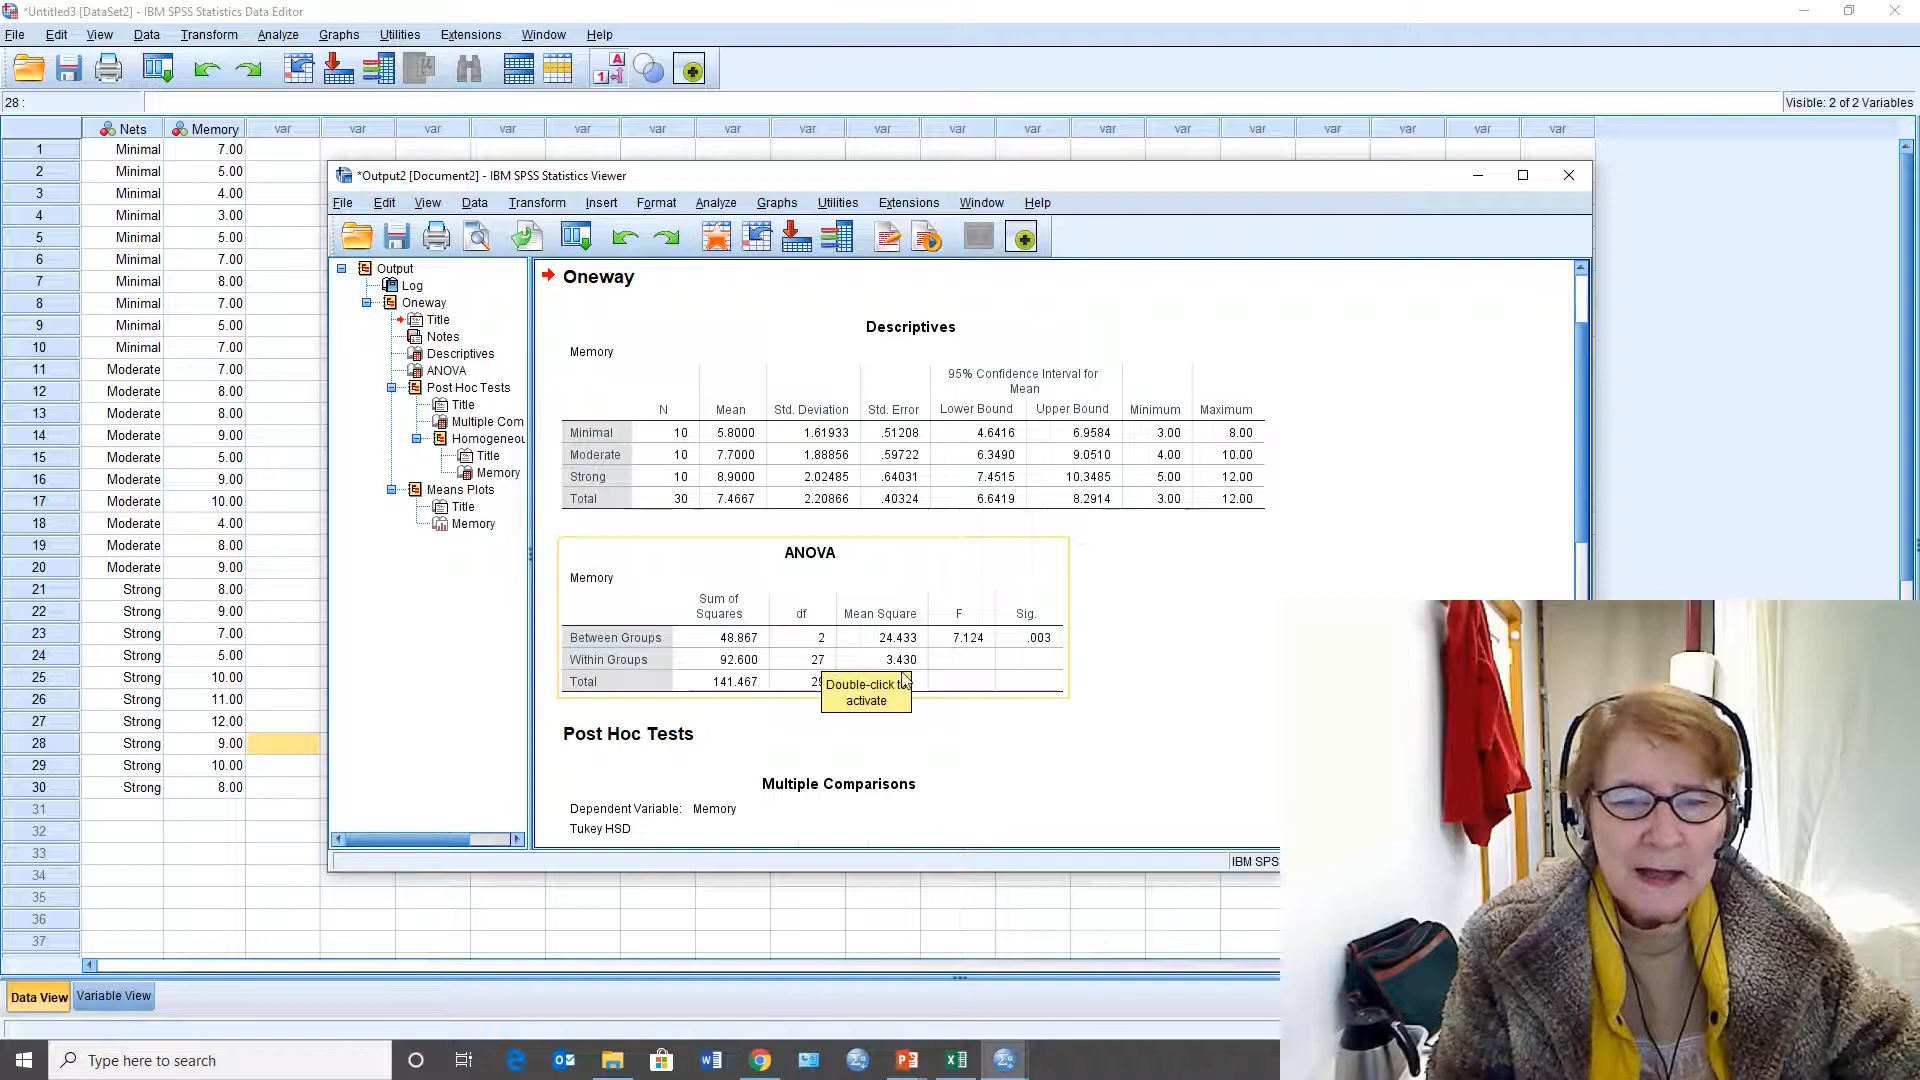 *Untitled3 [DataSet2] - IBM SPSS Statistics Data Editor
File Edit View Data Transform Analyze Graphs Utilities Extensions Window Help
28 : Visible: 2 of 2 Variables
Nets Memory var var var var var var var var var var var var var var var var var var
1 Minimal 7.00
2 Minimal 5.00
3 Minimal 4.00
4 Minimal 3.00
5 Minimal 5.00
6 Minimal 7.00
7 Minimal 8.00
8 Minimal 7.00
9 Minimal 5.00
10 Minimal 7.00
11 Moderate 7.00
12 Moderate 8.00
13 Moderate 8.00
14 Moderate 9.00
15 Moderate 5.00
16 Moderate 9.00
17 Moderate 10.00
18 Moderate 4.00
19 Moderate 8.00
20 Moderate 9.00
21 Strong 8.00
22 Strong 9.00
23 Strong 7.00
24 Strong 5.00
25 Strong 10.00
26 Strong 11.00
27 Strong 12.00
28 Strong 9.00
29 Strong 10.00
30 Strong 8.00
31
32
33
34
35
36
37
*Output2 [Document2] - IBM SPSS Statistics Viewer
File Edit View Data Transform Insert Format Analyze Graphs Utilities Extensions Window Help
Output
Log
Oneway
Title
Notes
Descriptives
ANOVA
Post Hoc Tests
Title
Multiple Com
Homogeneou
Title
Memory
Means Plots
Title
Memory
Oneway
Descriptives
Memory
95% Confidence Interval for
Mean
N Mean Std. Deviation Std. Error Lower Bound Upper Bound Minimum Maximum
Minimal 10 5.8000 1.61933 .51208 4.6416 6.9584 3.00 8.00
Moderate 10 7.7000 1.88856 .59722 6.3490 9.0510 4.00 10.00
Strong 10 8.9000 2.02485 .64031 7.4515 10.3485 5.00 12.00
Total 30 7.4667 2.20866 .40324 6.6419 8.2914 3.00 12.00
ANOVA
Memory
Sum of
Squares df Mean Square F Sig.
Between Groups 48.867 2 24.433 7.124 .003
Within Groups 92.600 27 3.430
Total 141.467 29
Double-click t
activate
Post Hoc Tests
Multiple Comparisons
Dependent Variable: Memory
Tukey HSD
IBM SPS
Data View Variable View
Type here to search